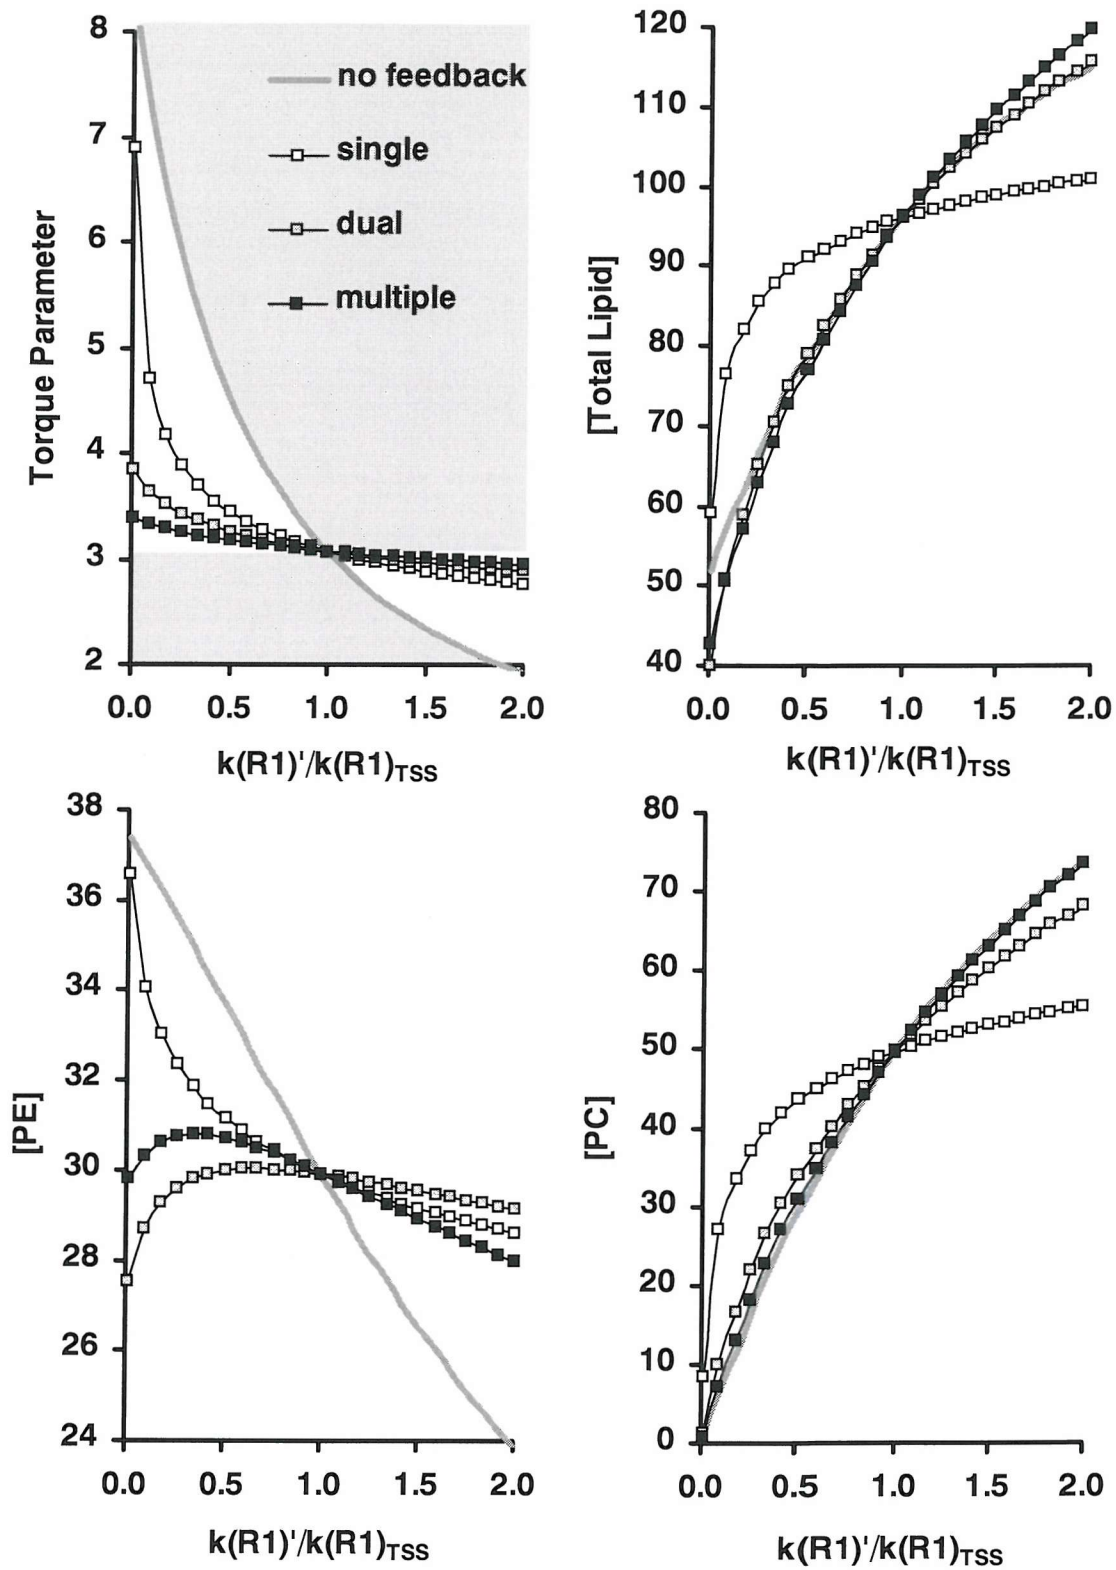 8
7
6
5
4
3
2
Torque Parameter
no feedback
single
dual
multiple
0.0 0.5 1.0 1.5 2.0
k(R1)'/k(R1)TSS
120
110
100
90
80
70
60
50
40
[Total Lipid]
0.0 0.5 1.0 1.5 2.0
k(R1)'/k(R1)TSS
38
36
34
32
30
28
26
24
[PE]
0.0 0.5 1.0 1.5 2.0
k(R1)'/k(R1)TSS
80
70
60
50
40
30
20
10
0
[PC]
0.0 0.5 1.0 1.5 2.0
k(R1)'/k(R1)TSS